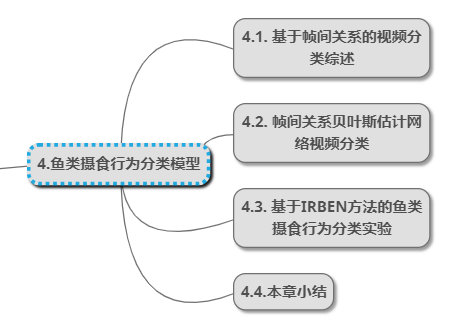 4.1. 基于帧间关系的视频分
类综述
4.2. 帧间关系贝叶斯估计网
络视频分类
4.鱼类摄食行为分类模型
4.3. 基于IRBEN方法的鱼类
摄食行为分类实验
4.4.本章小结